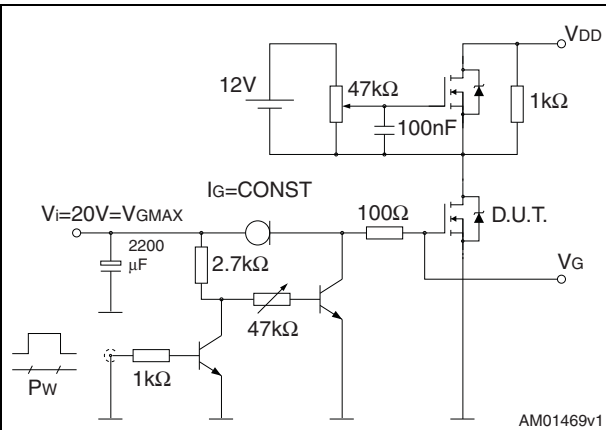 VDD
12V
47kΩ
1kΩ
100nF
IG=CONST
Vi=20V=VGMAX
100Ω
D.U.T.
2200
μF
2.7kΩ
VG
47kΩ
1kΩ
PW
AM01469v1